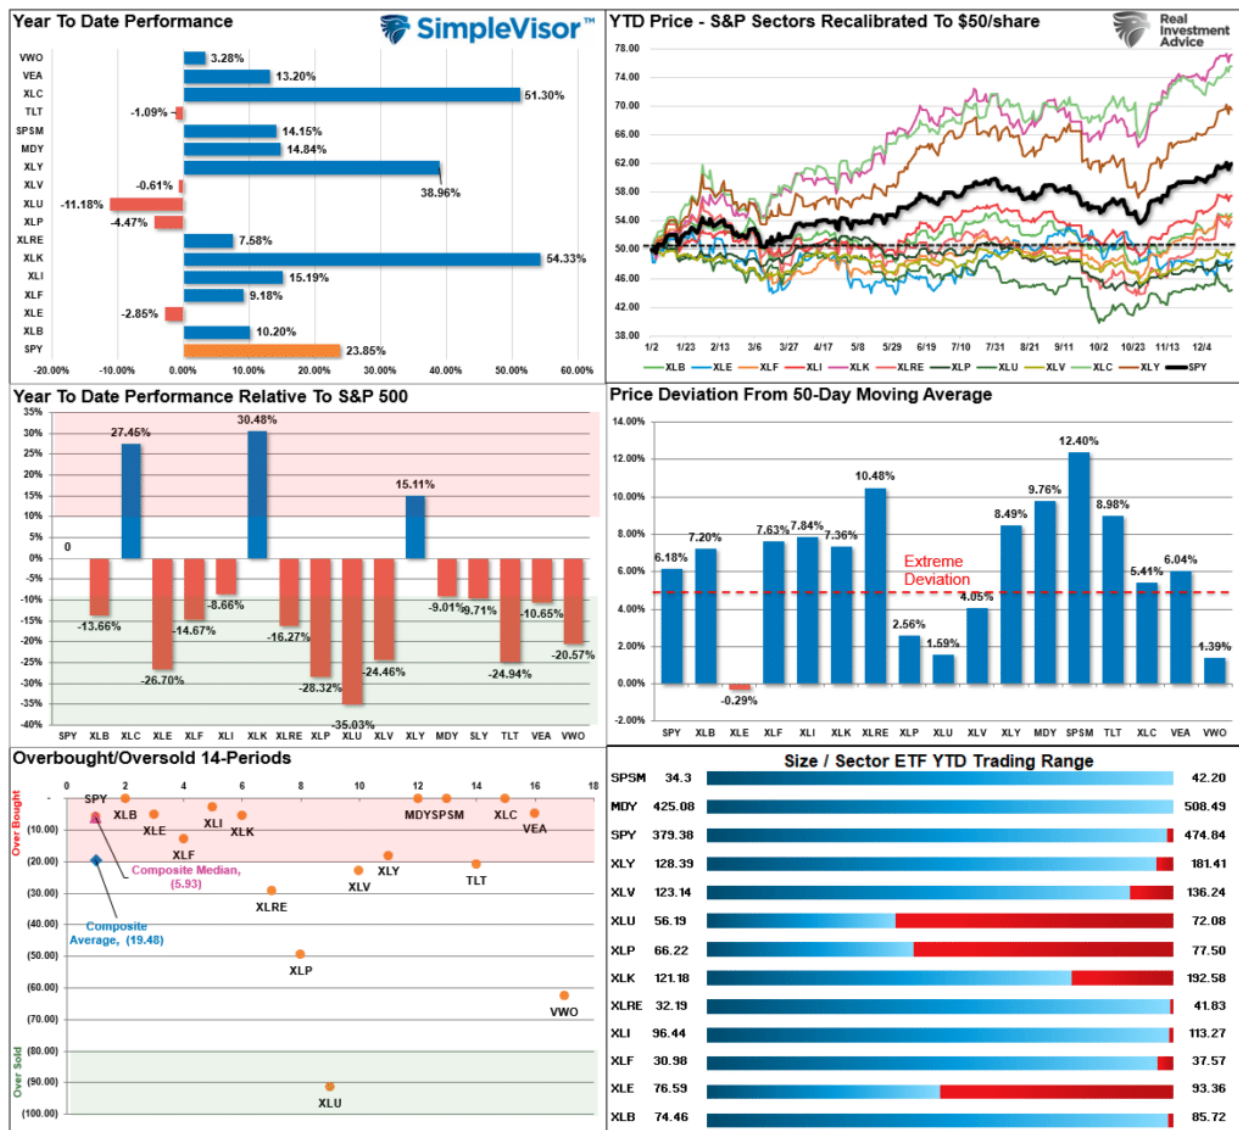 Year To Date Performance
SimpleVisor™
VWO 3.28%
VEA 13.20%
XLC 51.30%
TLT -1.09%
SPSM 14.15%
MDY 14.84%
XLY 38.96%
XLV -0.61%
XLU -11.18%
XLP -4.47%
XLRE 7.58%
XLK 54.33%
XLI 15.19%
XLF 9.18%
XLE -2.85%
XLB 10.20%
SPY 23.85%
-20.00% -10.00% 0.00% 10.00% 20.00% 30.00% 40.00% 50.00% 60.00%
YTD Price - S&P Sectors Recalibrated To $50/share
Real
Investment
Advice
78.00
74.00
70.00
66.00
62.00
58.00
54.00
50.00
46.00
42.00
38.00
1/2 1/23 2/13 3/6 3/27 4/17 5/8 5/29 6/19 7/10 7/31 8/21 9/11 10/2 10/23 11/13 12/4
XLB XLE XLF XLI XLK XLRE XLP XLU XLV XLC XLY SPY
Year To Date Performance Relative To S&P 500
35%
30%
25%
20%
15%
10%
5%
0%
-5%
-10%
-15%
-20%
-25%
-30%
-35%
-40%
0 -13.66% 27.45% -26.70% -14.67% -8.66% 30.48% -16.27% -28.32% -35.03% -24.46% 15.11% -9.01% -9.71% -24.94% -10.65% -20.57%
SPY XLB XLC XLE XLF XLI XLK XLRE XLP XLU XLV XLY MDY SLY TLT VEA VWO
Price Deviation From 50-Day Moving Average
14.00%
12.00%
10.00%
8.00%
6.00%
4.00%
2.00%
0.00%
-2.00%
6.18% 7.20% -0.29% 7.63% 7.84% 7.36% 10.48% 2.56% 1.59% 4.05% 8.49% 9.76% 12.40% 8.98% 5.41% 6.04% 1.39%
Extreme
Deviation
SPY XLB XLE XLF XLI XLK XLRE XLP XLU XLV XLY MDY SPSM TLT XLC VEA VWO
Overbought/Oversold 14-Periods
0 2 4 6 8 10 12 14 16 18
-
(10.00)
(20.00)
(30.00)
(40.00)
(50.00)
(60.00)
(70.00)
(80.00)
(90.00)
(100.00)
Over Bought
Over Sold
SPY
XLB
XLE
XLF
XLI
XLK
XLRE
XLP
XLU
XLV
XLY
MDY
SPSM
TLT
XLC
VEA
VWO
Composite Median,
(5.93)
Composite
Average, (19.48)
Size / Sector ETF YTD Trading Range
SPSM 34.3 42.20
MDY 425.08 508.49
SPY 379.38 474.84
XLY 128.39 181.41
XLV 123.14 136.24
XLU 56.19 72.08
XLP 66.22 77.50
XLK 121.18 192.58
XLRE 32.19 41.83
XLI 96.44 113.27
XLF 30.98 37.57
XLE 76.59 93.36
XLB 74.46 85.72